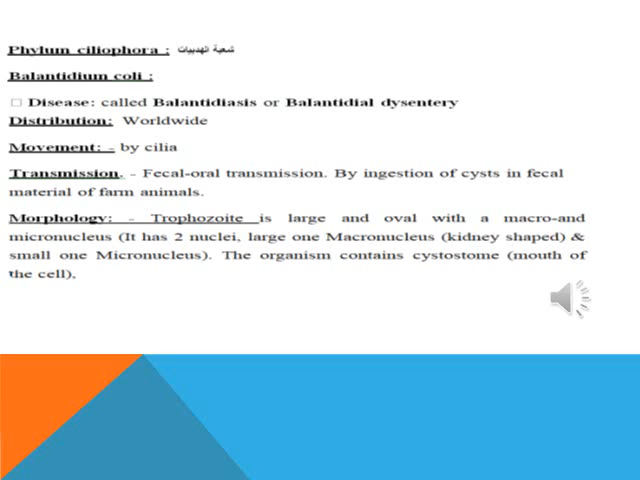 Phylum ciliophora : شعبة الهدبيات
Balantidium coli :
□ Disease: called Balantidiasis or Balantidial dysentery
Distribution: Worldwide
Movement: - by cilia
Transmission. - Fecal-oral transmission. By ingestion of cysts in fecal
material of farm animals.
Morphology: - Trophozoite is large and oval with a macro-and
micronucleus (It has 2 nuclei, large one Macronucleus (kidney shaped) &
small one Micronucleus). The organism contains cystostome (mouth of
the cell),